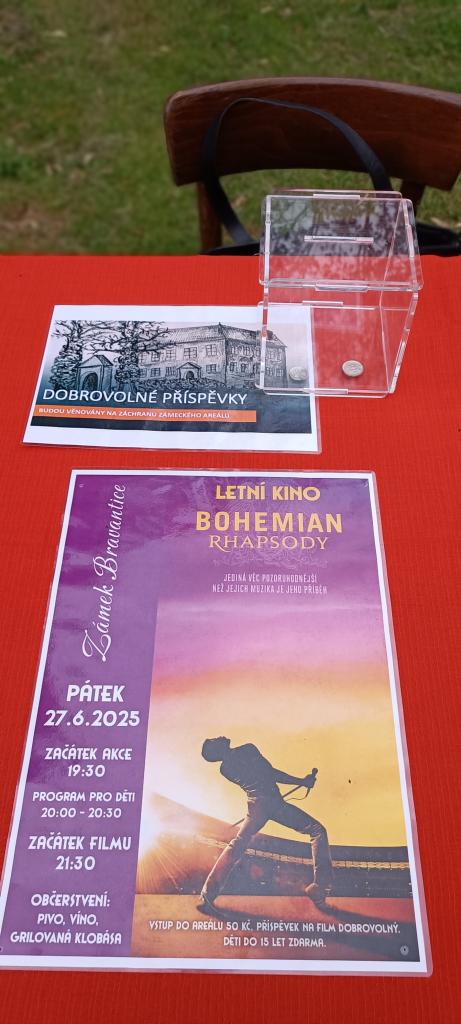 DOBROVOLNÉ PŘÍSPĚVKY
BUDOU VĚNOVÁNY NA ZÁCHRANU ZÁMECKÉHO AREÁLU
Zámek Bravantice
LETNÍ KINO
BOHEMIAN
RHAPSODY
JEDINÁ VĚC POZORUHODNĚJŠÍ
NEŽ JEJICH MUZIKA JE JEHO PŘÍBĚH
PÁTEK
27.6.2025
ZAČÁTEK AKCE
19:30
PROGRAM PRO DĚTI
20:00 - 20:30
ZAČÁTEK FILMU
21:30
OBČERSTVENÍ:
PIVO, VÍNO,
GRILOVANÁ KLOBÁSA
VSTUP DO AREÁLU 50 KČ, PŘÍSPĚVEK NA FILM DOBROVOLNÝ.
DĚTI DO 15 LET ZDARMA.